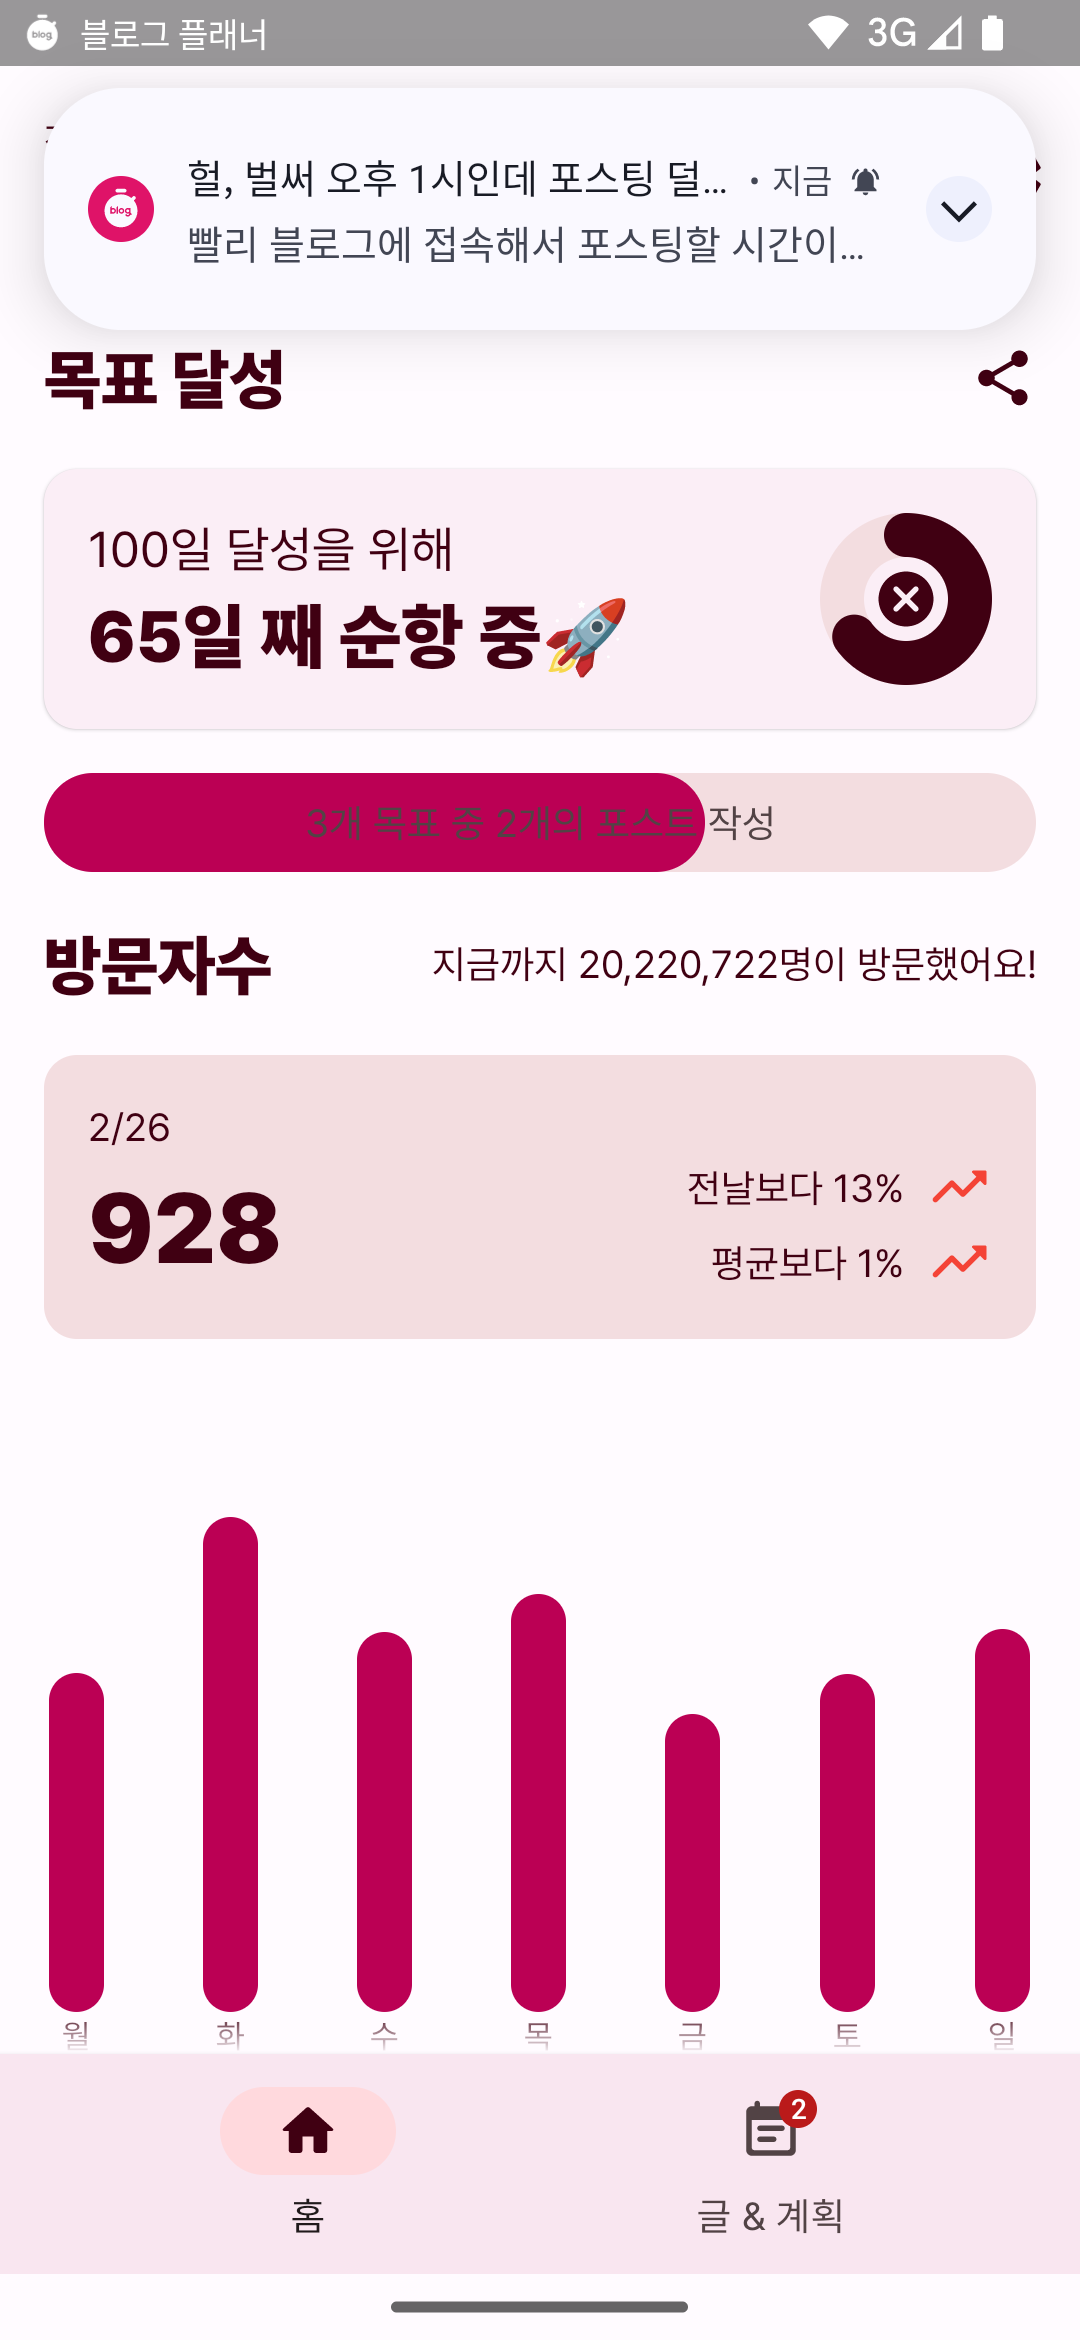 블로그 플래너
3G
헐, 벌써 오후 1시인데 포스팅 덜... • 지금
빨리 블로그에 접속해서 포스팅할 시간이...
목표 달성
100일 달성을 위해
65일 째 순항 중🚀
3개 목표 중 2개의 포스트 작성
방문자수
지금까지 20,220,722명이 방문했어요!
2/26
928
전날보다 13%
평균보다 1%
월 화 수 목 금 토 일
2
홈
글 & 계획